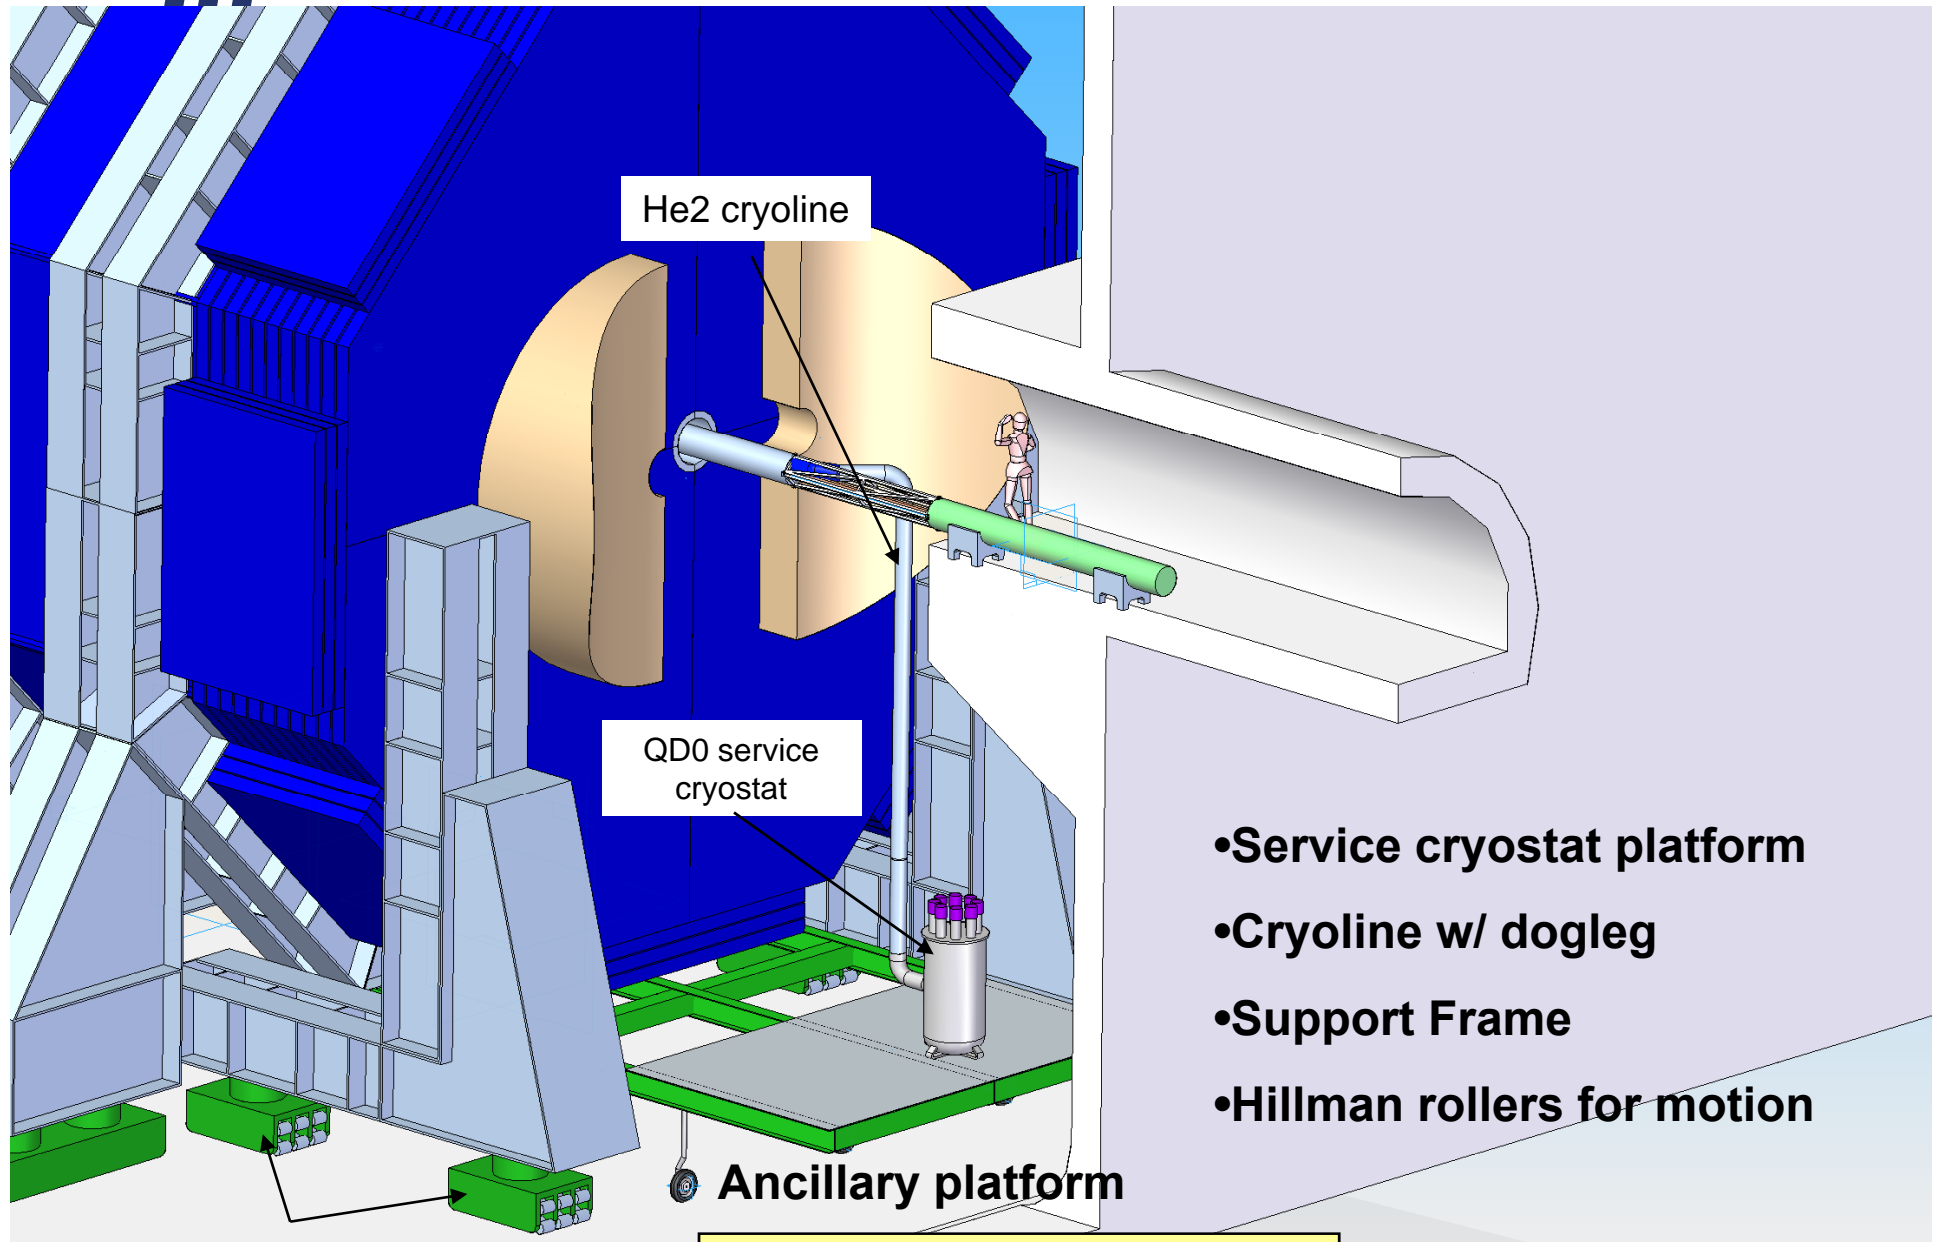 He2 cryoline
QD0 service
cryostat
•Service cryostat platform
•Cryoline w/ dogleg
•Support Frame
•Hillman rollers for motion
Ancillary platform